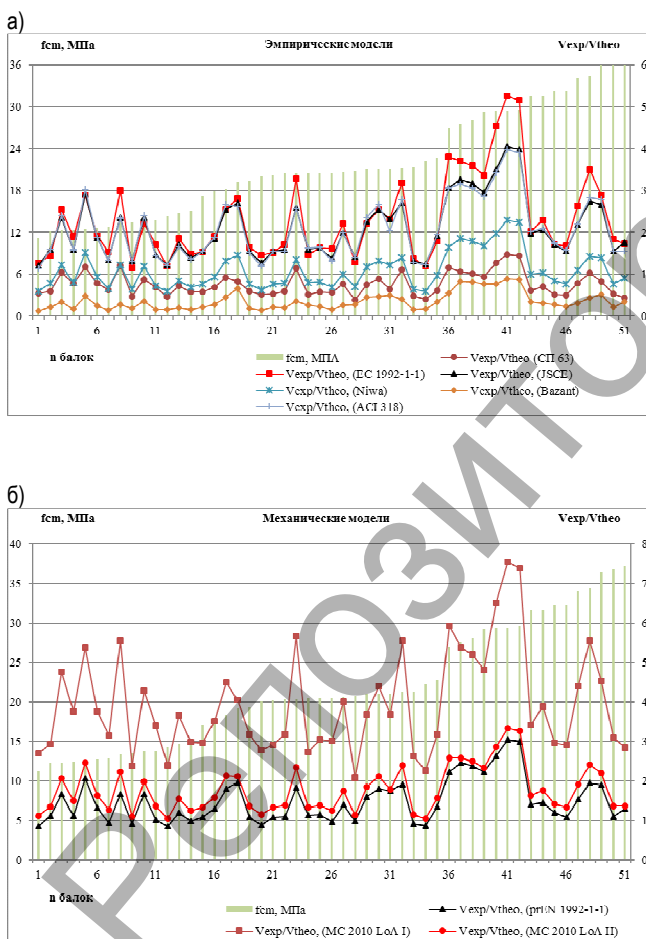 а)
fcm, МПа Эмпирические модели Vexp/Vtheo
36 6
30 5
24 4
18 3
12 2
6 1
0 0
1 6 11 16 21 26 31 36 41 46 51
n балок
fcm, МПА Vexp/Vtheo (СП 63)
Vexp/Vtheo, (EC 1992-1-1) Vexp/Vtheo, (JSCE)
Vexp/Vtheo, (Niwa) Vexp/Vtheo, (Bazant)
Vexp/Vtheo, (ACI 318)
б)
fcm, МПа Механические модели Vexp/Vtheo
40 8
35 7
30 6
25 5
20 4
15 3
10 2
5 1
0 0
1 6 11 16 21 26 31 36 41 46 51
n балок
fcm, МПа Vexp/Vtheo, (prEN 1992-1-1)
Vexp/Vtheo, (MC 2010 LoA I) Vexp/Vtheo, (MC 2010 LoA II)
Репозитор